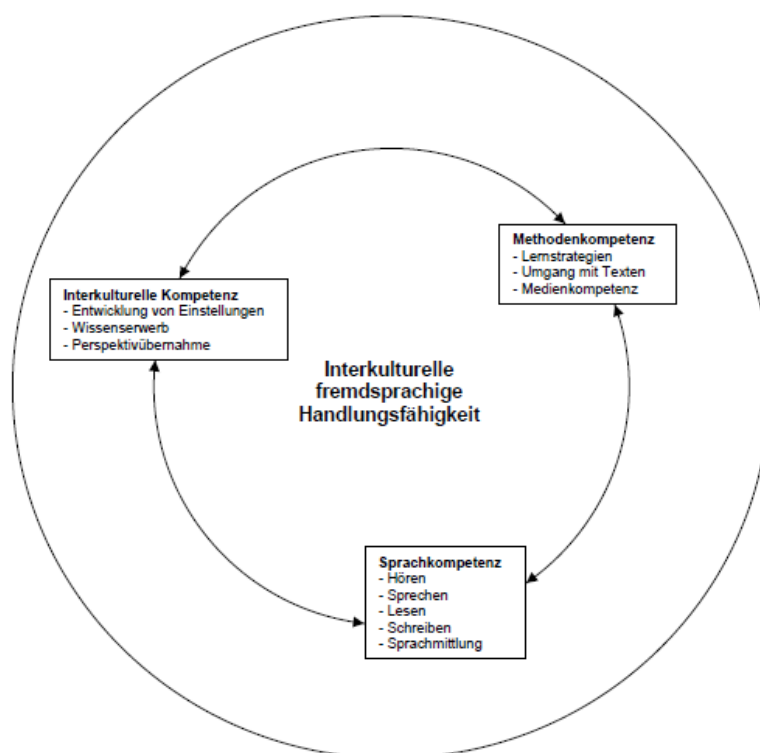 Methodenkompetenz
- Lernstrategien
- Umgang mit Texten
- Medienkompetenz
Interkulturelle Kompetenz
- Entwicklung von Einstellungen
- Wissenserwerb
- Perspektivübernahme
Interkulturelle
fremdsprachige
Handlungsfähigkeit
Sprachkompetenz
- Hören
- Sprechen
- Lesen
- Schreiben
- Sprachmittlung